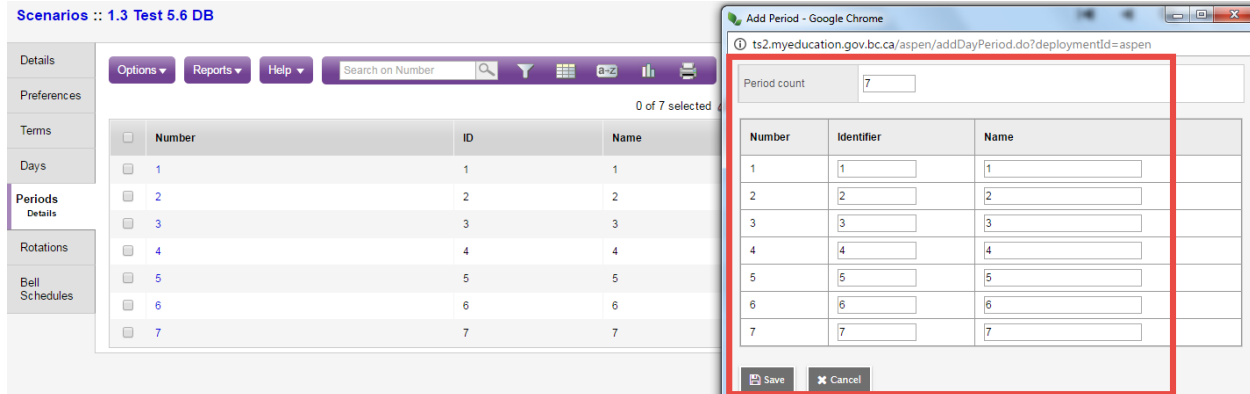 Scenarios :: 1.3 Test 5.6 DB
Details
Preferences
Terms
Days
Periods
Details
Rotations
Bell
Schedules
Options Reports Help Search on Number a-z
0 of 7 selected
Number ID Name
1 1 1
2 2 2
3 3 3
4 4 4
5 5 5
6 6 6
7 7 7
Add Period - Google Chrome
ts2.myeducation.gov.bc.ca/aspen/addDayPeriod.do?deploymentId=aspen
Period count 7
Number Identifier Name
1 1 1
2 2 2
3 3 3
4 4 4
5 5 5
6 6 6
7 7 7
Save Cancel